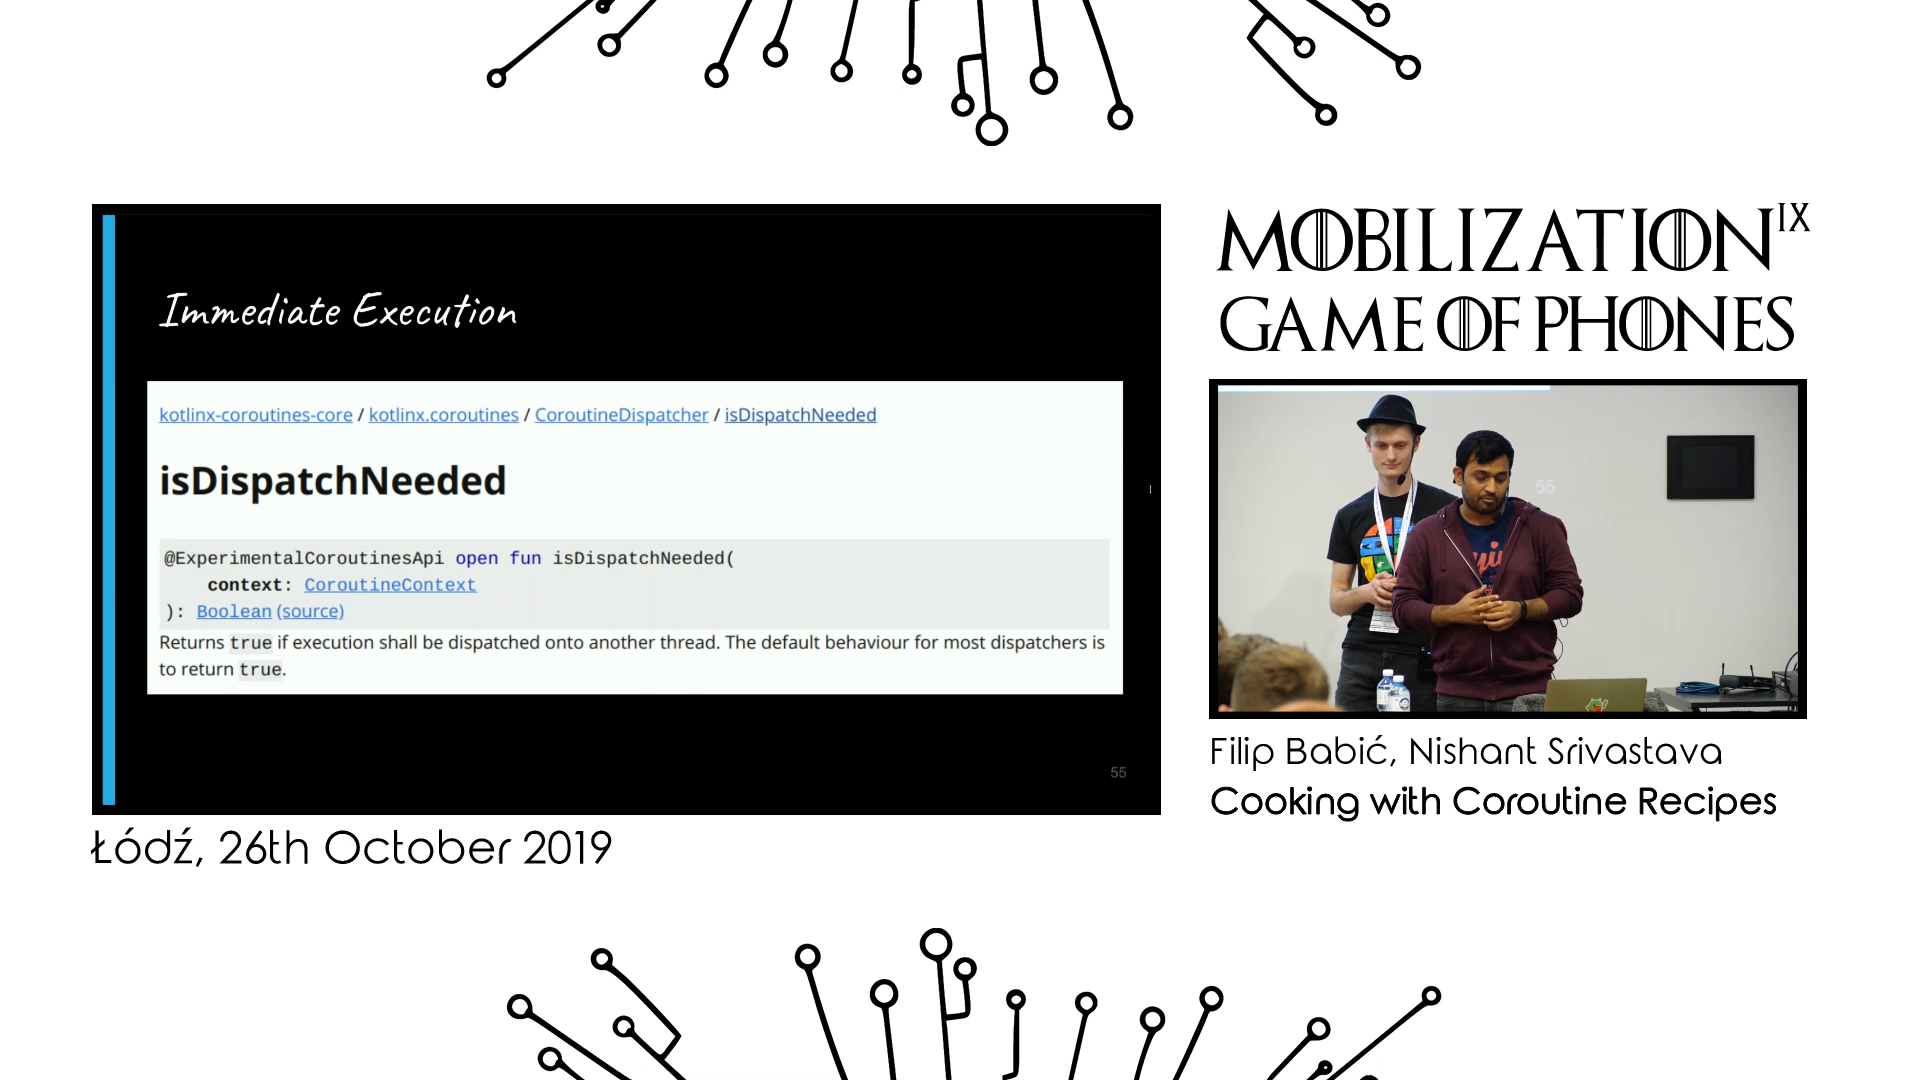 Immediate Execution
kotlinx-coroutines-core / kotlinx.coroutines / CoroutineDispatcher / isDispatchNeeded
isDispatchNeeded
@ExperimentalCoroutinesApi open fun isDispatchNeeded(
context: CoroutineContext
): Boolean (source)
Returns true if execution shall be dispatched onto another thread. The default behaviour for most dispatchers is
to return true.
55
Łódź, 26th October 2019
MOBILIZATION IX
GAME OF PHONES
55
Filip Babić, Nishant Srivastava
Cooking with Coroutine Recipes